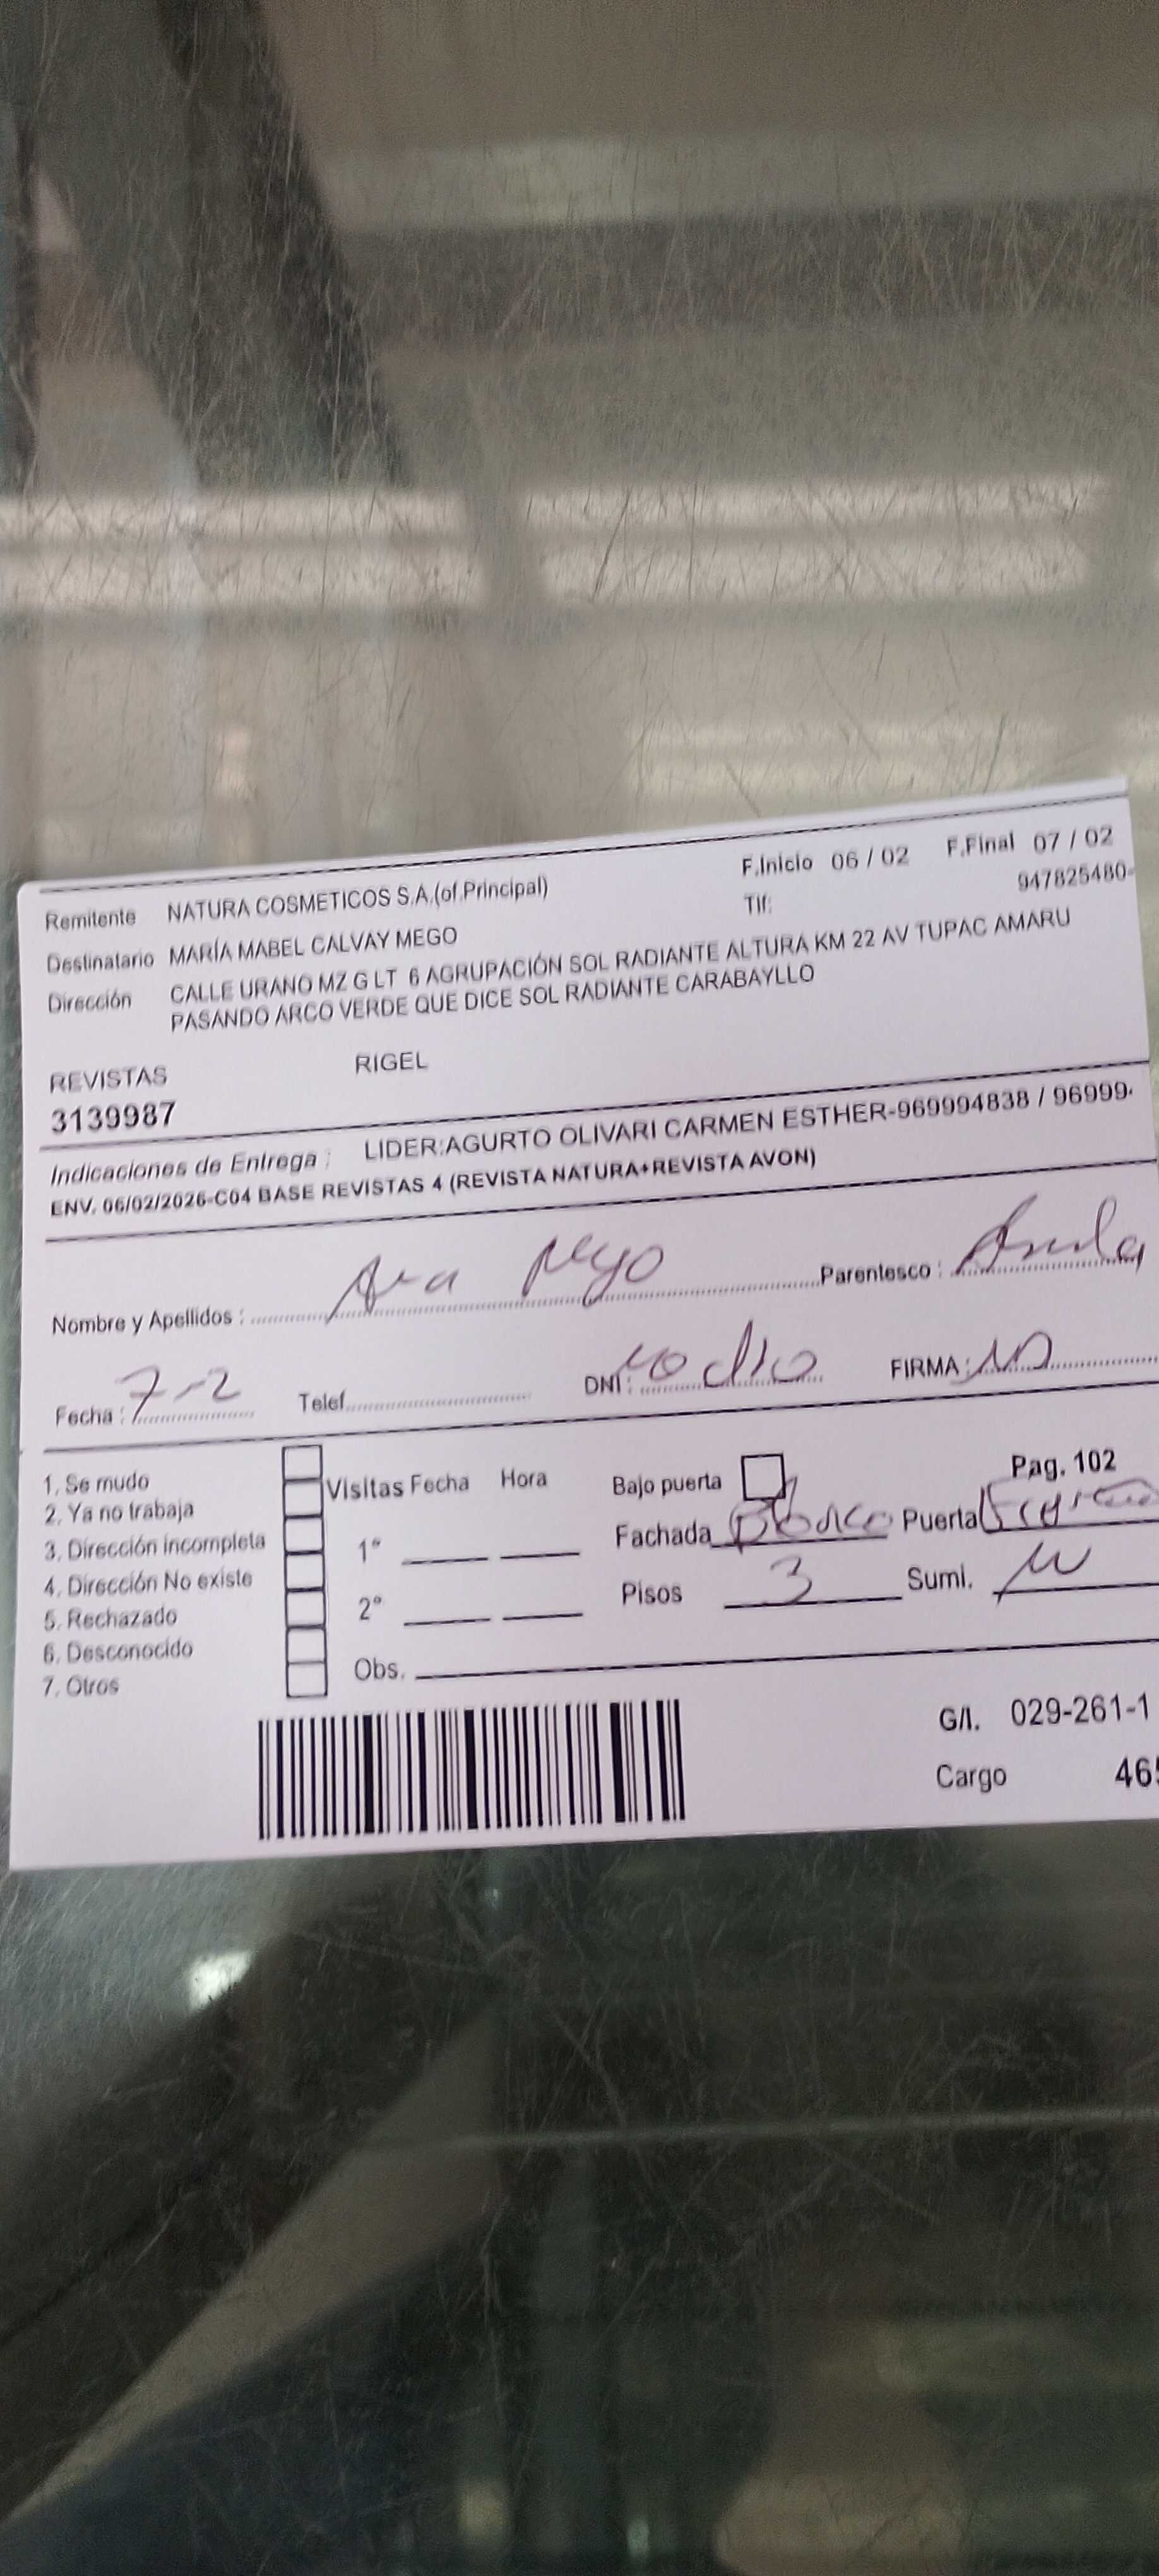 F.Inicio 06 / 02 F.Final 07 / 02
Remitente NATURA COSMETICOS S.A.(of.Principal)
Tlf: 947825480-
Destinatario MARÍA MABEL CALVAY MEGO
Dirección CALLE URANO MZ G LT 6 AGRUPACIÓN SOL RADIANTE ALTURA KM 22 AV TUPAC AMARU
PASANDO ARCO VERDE QUE DICE SOL RADIANTE CARABAYLLO
REVISTAS RIGEL
3139987
Indicaciones de Entrega : LIDER:AGURTO OLIVARI CARMEN ESTHER-969994838 / 96999
ENV. 06/02/2026-C04 BASE REVISTAS 4 (REVISTA NATURA+REVISTA AVON)
Nombre y Apellidos : Ana Mego Parentesco :
Fecha : 7-2 Telef. DNI: FIRMA :
1. Se mudo
2. Ya no trabaja
3. Dirección incompleta
4. Dirección No existe
5. Rechazado
6. Desconocido
7. Otros
Visitas Fecha Hora
1°
2°
Obs.
Bajo puerta Pag. 102
Fachada Blanco Puerta
Pisos 3 Sumi.
G/I. 029-261-1
Cargo 465